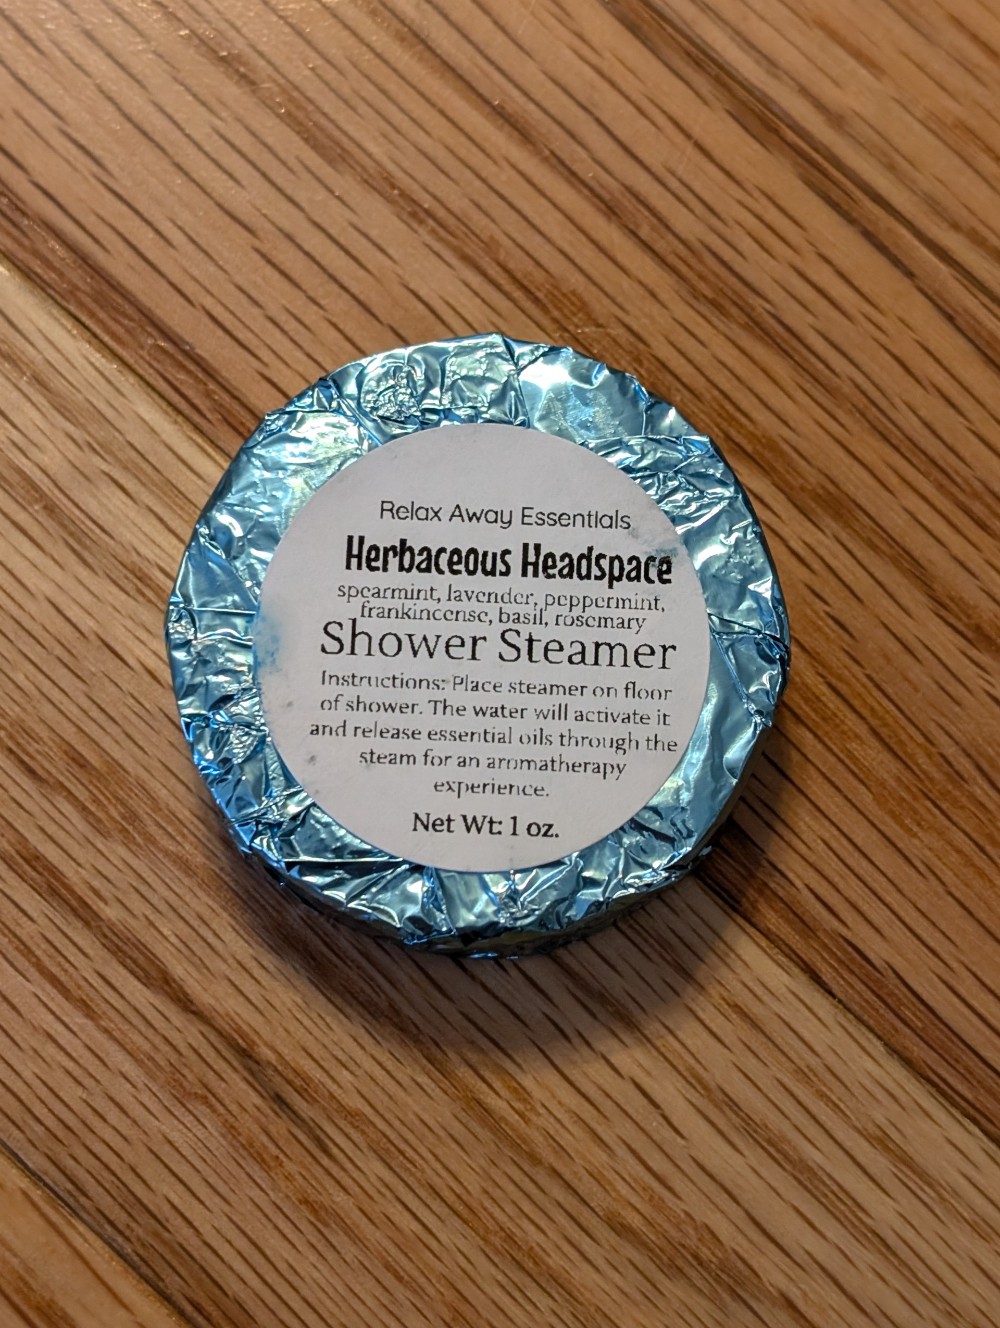 Relax Away Essentials
Herbaceous Headspace
spearmint, lavender, peppermint,
frankincense, basil, rosemary
Shower Steamer
Instructions: Place steamer on floor
of shower. The water will activate it
and release essential oils through the
steam for an aromatherapy
experience.
Net Wt: 1 oz.